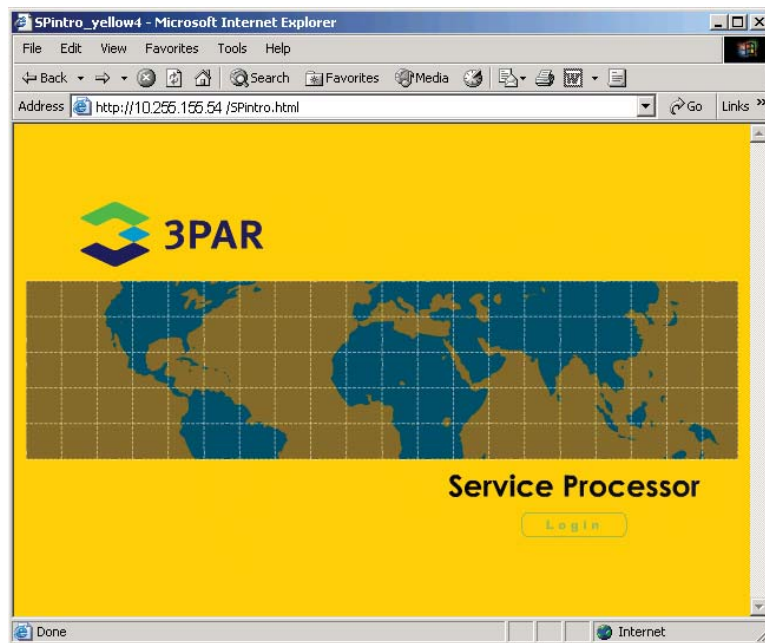 SPintro_yellow4 - Microsoft Internet Explorer
File Edit View Favorites Tools Help
Back Search Favorites Media
Address http://10.255.155.54 /SPintro.html Go Links »
3PAR
Service Processor
Login
Done Internet